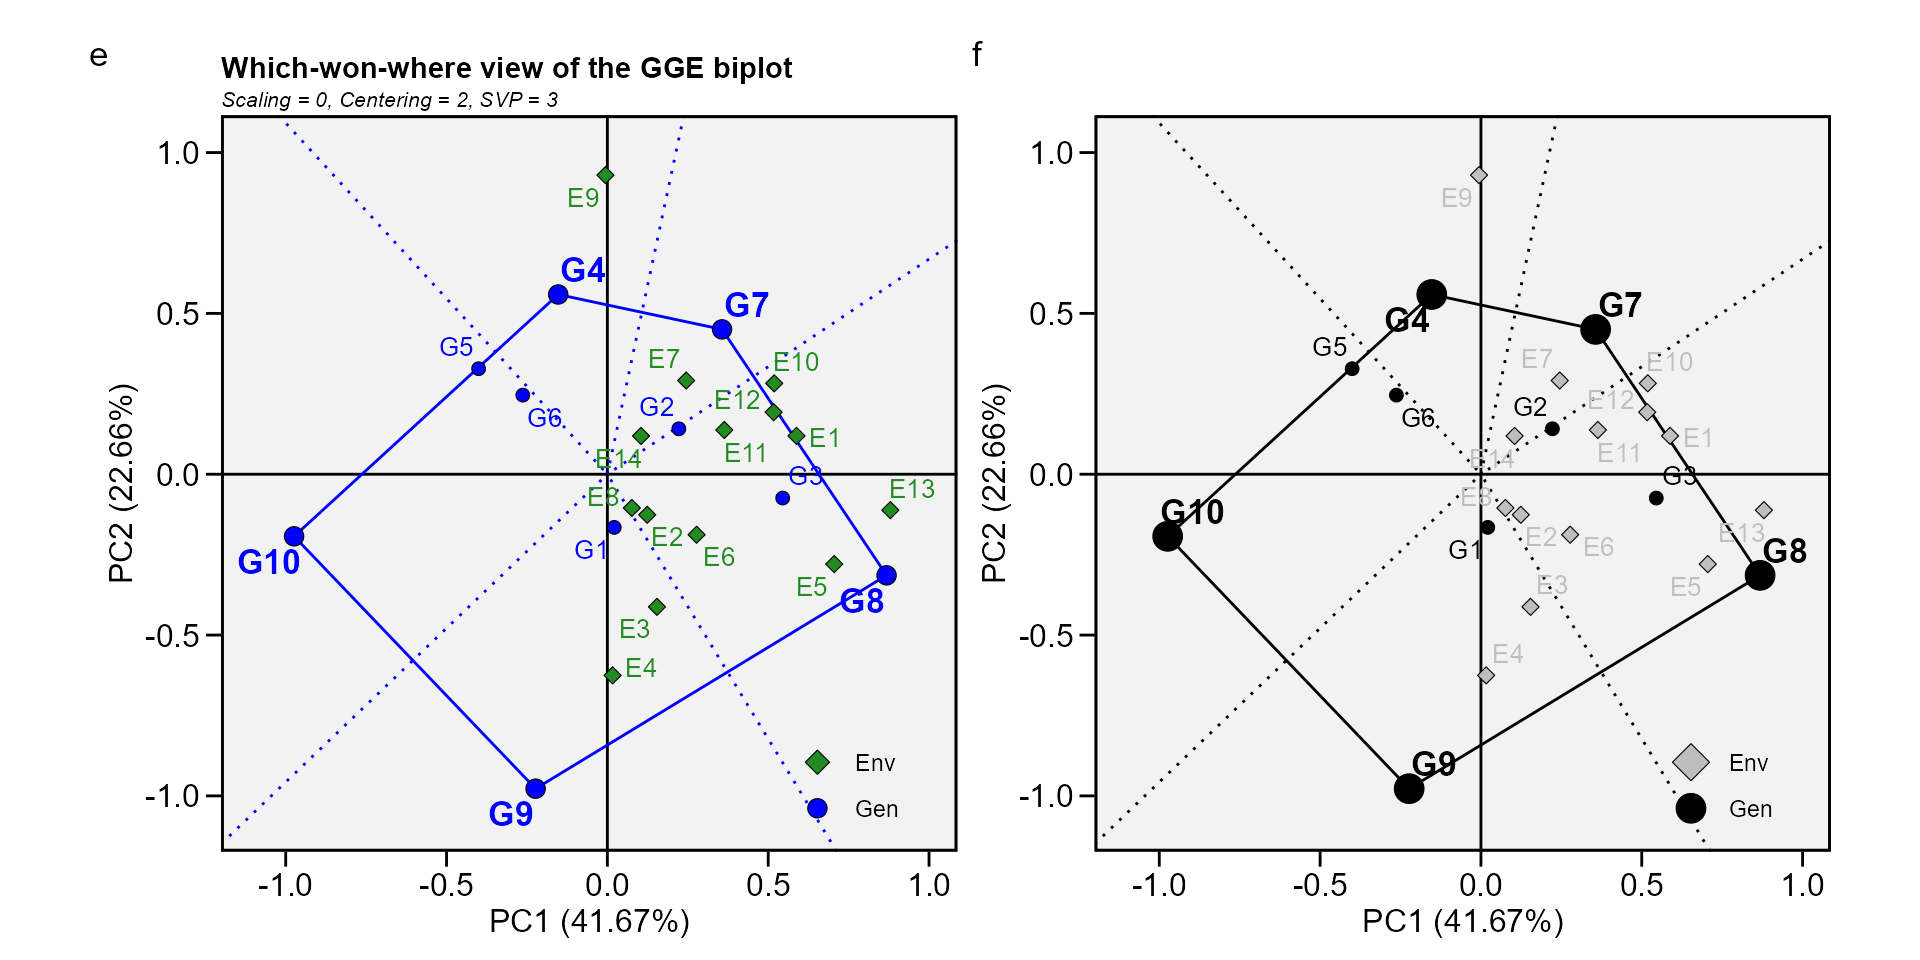 e
Which-won-where view of the GGE biplot
Scaling = 0, Centering = 2, SVP = 3
PC2 (22.66%)
1.0
0.5
0.0
-0.5
-1.0
E9
G4
G7
G5
E7
E10
G6
G2
E12
E11
E1
E14
G3
E8
E13
G10
G1
E2
E6
E5
G8
E3
E4
G9
Env
Gen
-1.0
-0.5
0.0
0.5
1.0
PC1 (41.67%)
f
PC2 (22.66%)
1.0
0.5
0.0
-0.5
-1.0
E9
G4
G7
G5
E7
E10
G6
G2
E12
E11
E1
E14
G3
E8
G10
E13
G1
E2
E6
G8
E3
E5
E4
G9
Env
Gen
-1.0
-0.5
0.0
0.5
1.0
PC1 (41.67%)